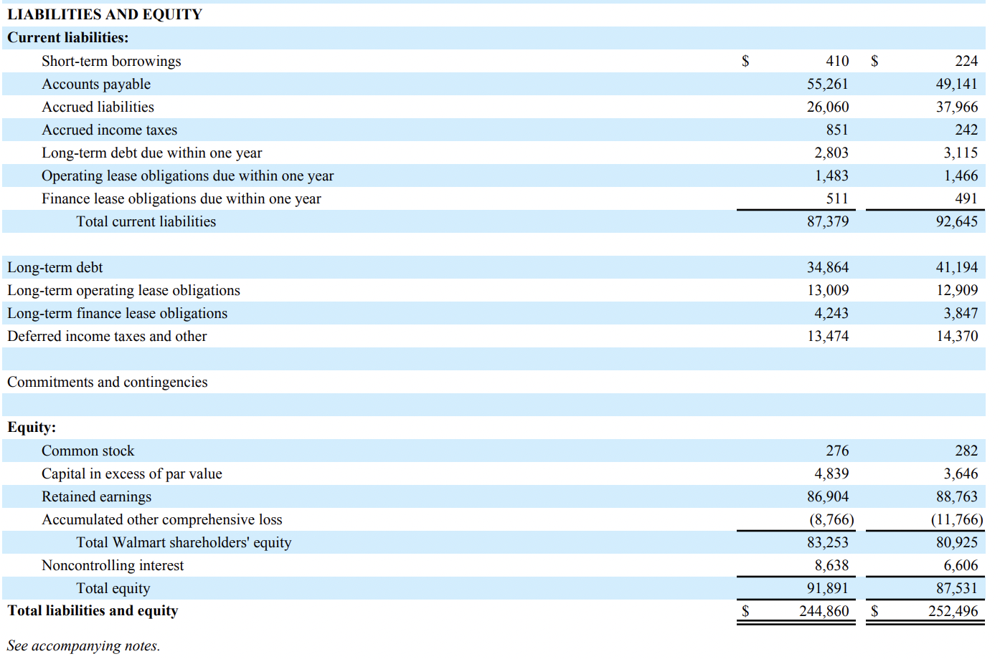 LIABILITIES AND EQUITY
Current liabilities:
Short-term borrowings $ 410 $ 224
Accounts payable 55,261 49,141
Accrued liabilities 26,060 37,966
Accrued income taxes 851 242
Long-term debt due within one year 2,803 3,115
Operating lease obligations due within one year 1,483 1,466
Finance lease obligations due within one year 511 491
Total current liabilities 87,379 92,645
Long-term debt 34,864 41,194
Long-term operating lease obligations 13,009 12,909
Long-term finance lease obligations 4,243 3,847
Deferred income taxes and other 13,474 14,370
Commitments and contingencies
Equity:
Common stock 276 282
Capital in excess of par value 4,839 3,646
Retained earnings 86,904 88,763
Accumulated other comprehensive loss (8,766) (11,766)
Total Walmart shareholders' equity 83,253 80,925
Noncontrolling interest 8,638 6,606
Total equity 91,891 87,531
Total liabilities and equity $ 244,860 $ 252,496
See accompanying notes.